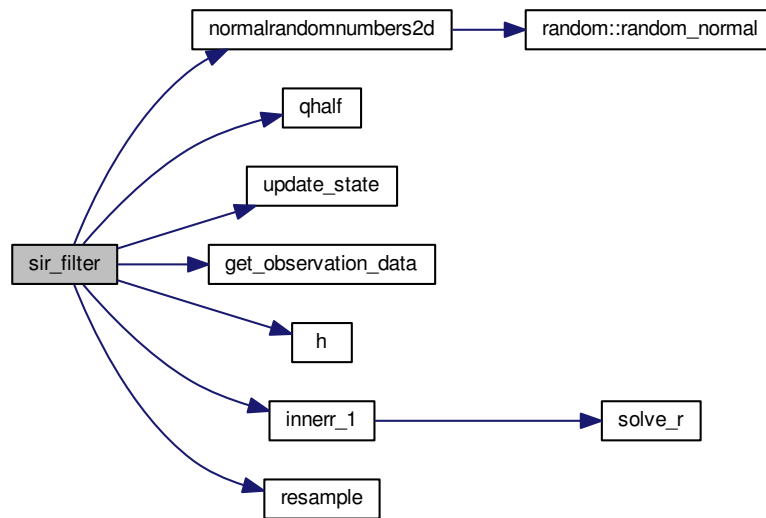 normalrandomnumbers2d
random::random_normal
qhalf
update_state
sir_filter
get_observation_data
h
innerr_1
solve_r
resample